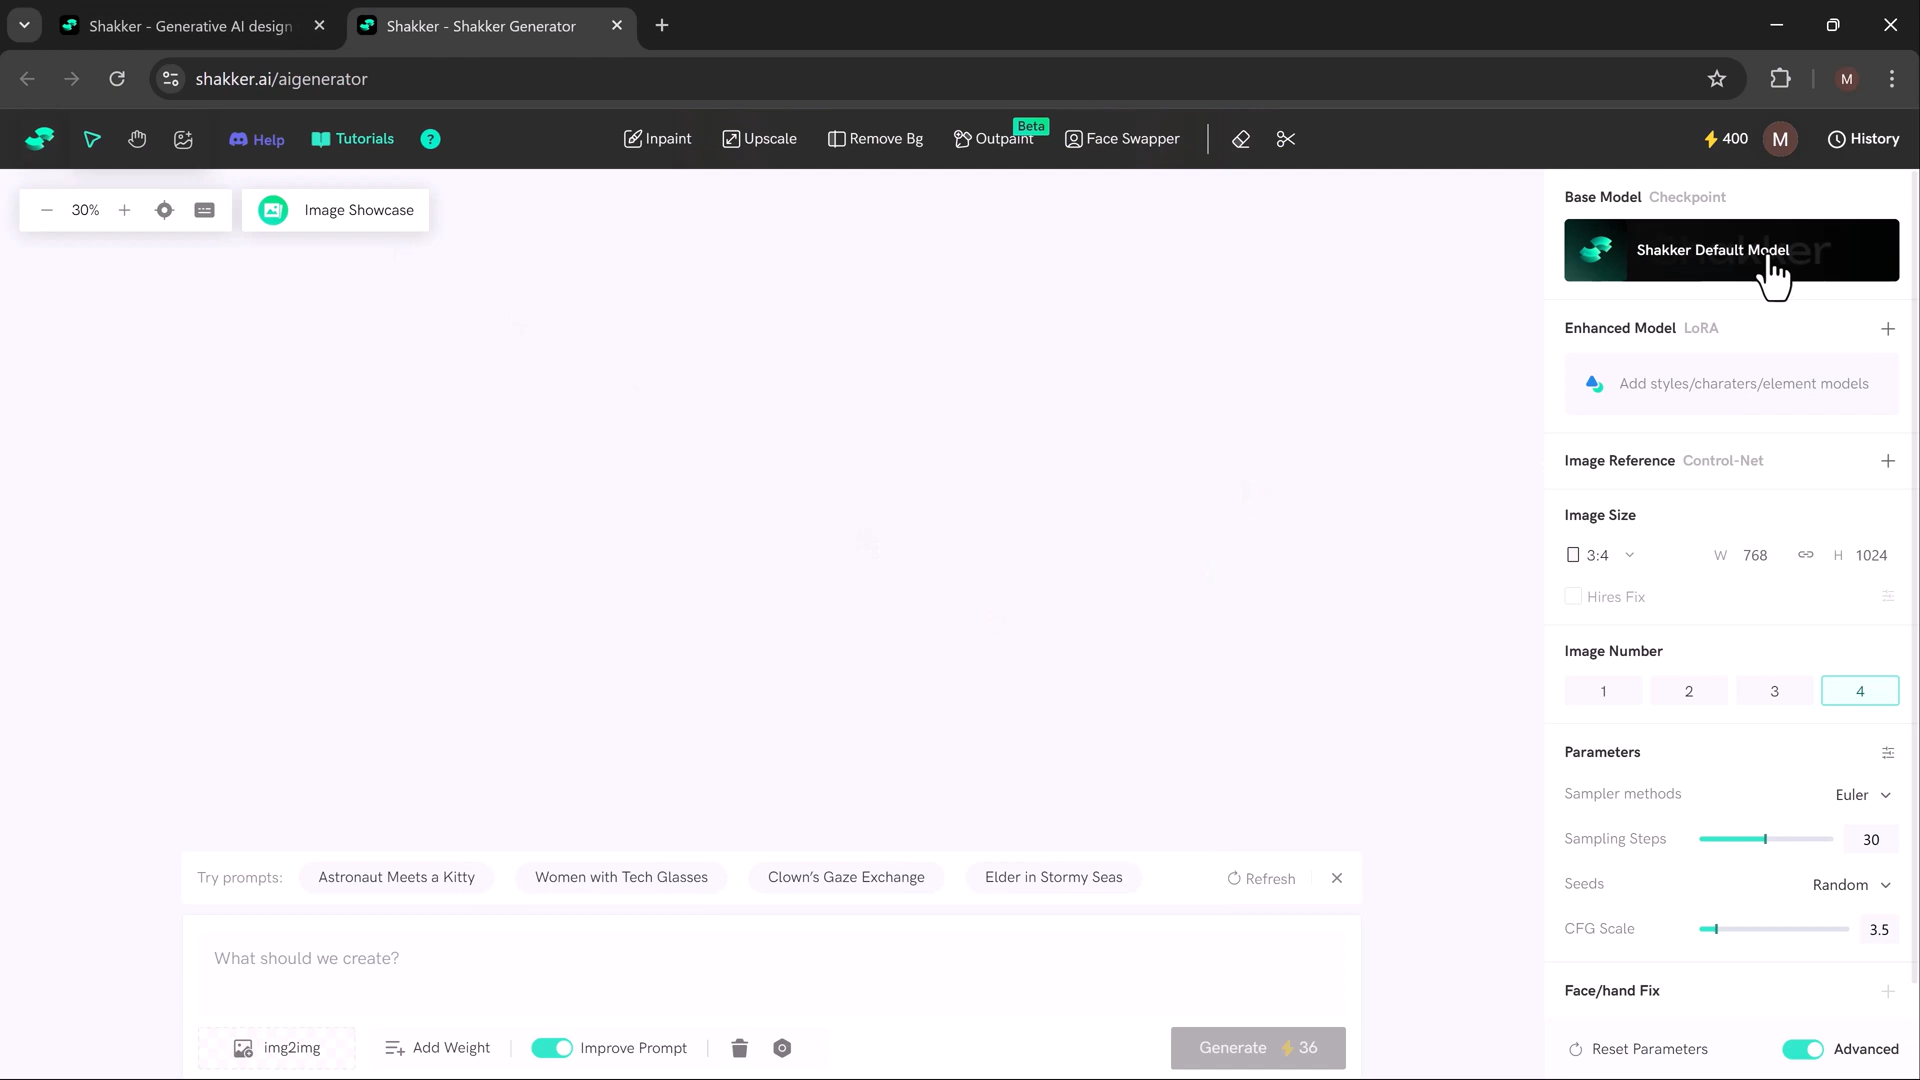 Shakker - Generative AI design
Shakker - Shakker Generator
shakker.ai/aigenerator
M
Help
Tutorials
?
Inpaint
Upscale
Remove Bg
Outpaint
Beta
Face Swapper
400
M
History
30%
Image Showcase
Base Model Checkpoint
Shakker Default Model
Enhanced Model LoRA
Add styles/charaters/element models
Image Reference Control-Net
Image Size
3:4
W 768
H 1024
Hires Fix
Image Number
1 2 3 4
Parameters
Sampler methods Euler
Sampling Steps 30
Seeds Random
CFG Scale 3.5
Face/hand Fix
Reset Parameters
Advanced
Try prompts:
Astronaut Meets a Kitty
Women with Tech Glasses
Clown's Gaze Exchange
Elder in Stormy Seas
Refresh
What should we create?
img2img
Add Weight
Improve Prompt
Generate 36